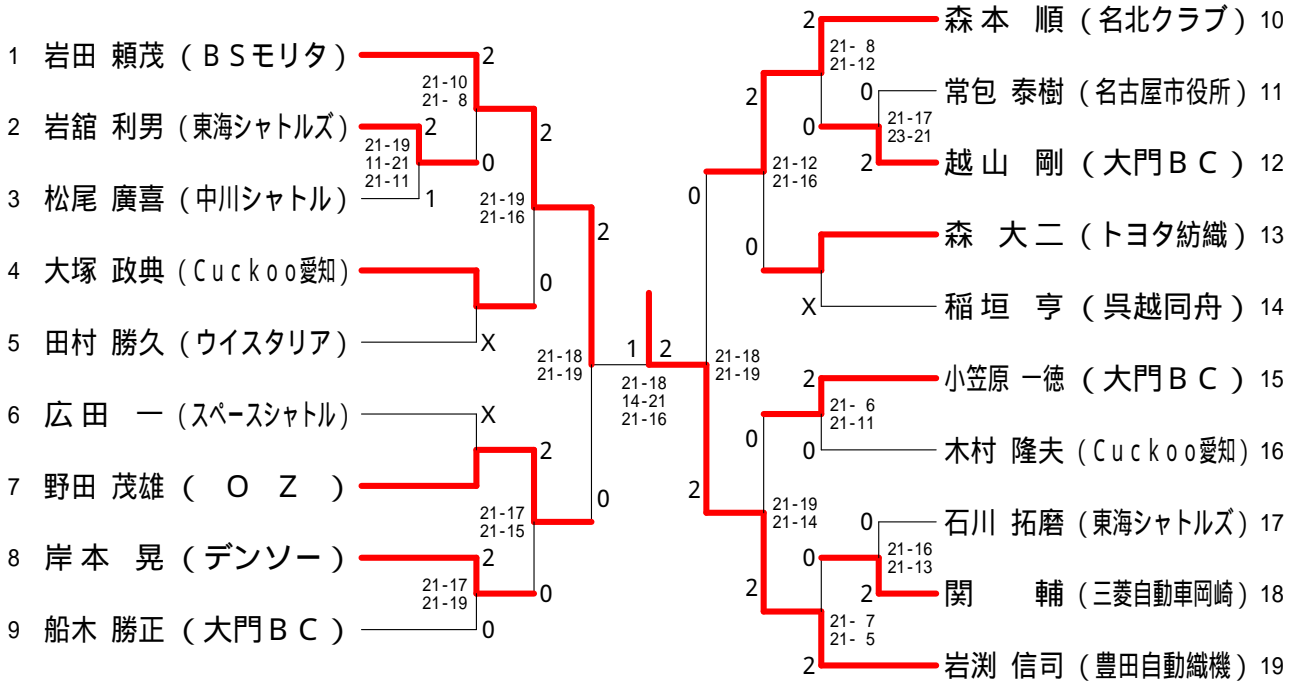 1 岩田 頼茂 (ＢＳモリタ)
2
21-10
21- 8
2 岩舘 利男 (東海シャトルズ)
2
2
21-19
11-21
21-11
0
3 松尾 廣喜 (中川シャトル)
1
21-19
21-16
2
4 大塚 政典 (Cuckoo愛知)
0
5 田村 勝久 (ウイスタリア)
X
21-18
21-19
6 広田 一 (スペースシャトル)
X
2
7 野田 茂雄 (ＯＺ)
0
21-17
21-15
8 岸本 晃 (デンソー)
2
21-17
21-19
0
9 船木 勝正 (大門ＢＣ)
0
1 2
21-18
14-21
21-16
2
森本 順 (名北クラブ) 10
21- 8
21-12
2
0
常包 泰樹 (名古屋市役所) 11
0
21-17
23-21
2
越山 剛 (大門ＢＣ) 12
21-12
21-16
0
森 大二 (トヨタ紡織) 13
0
X
稲垣 亨 (呉越同舟) 14
21-18
21-19
2
小笠原 一徳 (大門ＢＣ) 15
21- 6
21-11
0
0
木村 隆夫 (Cuckoo愛知) 16
2
21-19
21-14
0
石川 拓磨 (東海シャトルズ) 17
0
21-16
21-13
2
2
関 輔 (三菱自動車岡崎) 18
21- 7
21- 5
2
岩渕 信司 (豊田自動織機) 19